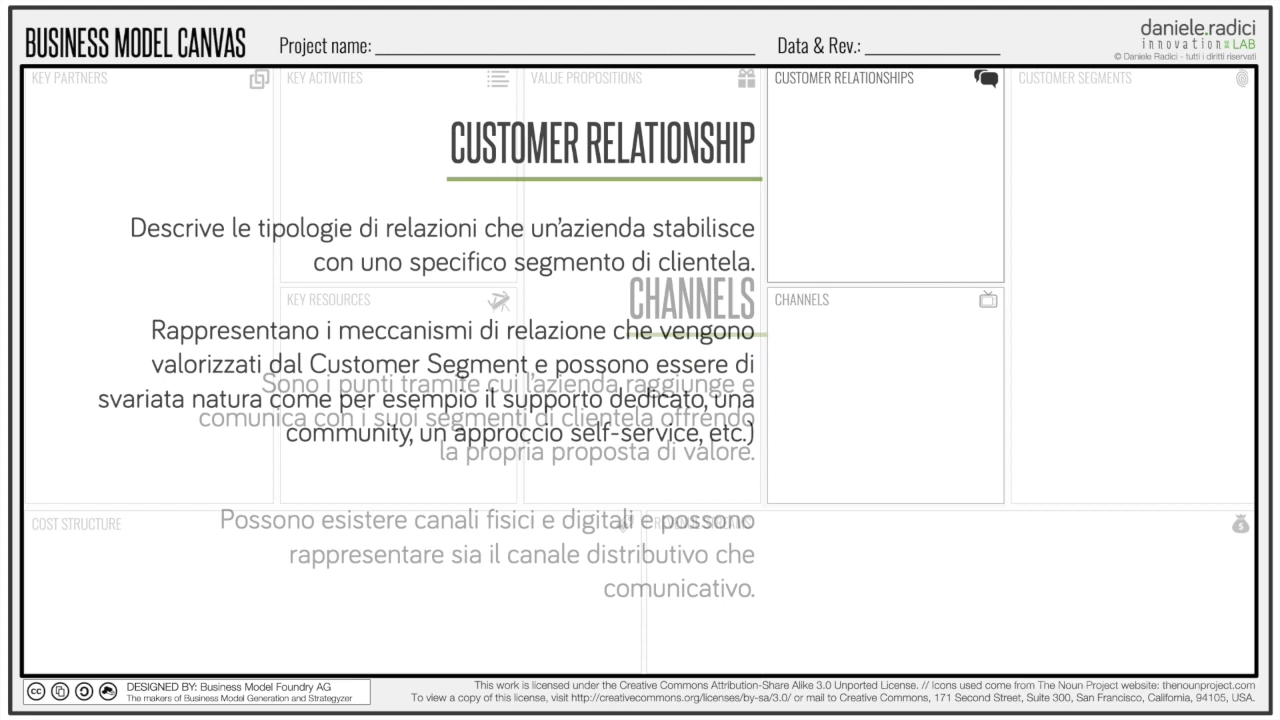 BUSINESS MODEL CANVAS
Project name:
Data & Rev.:
daniele.radici
innovation LAB
© Daniele Radici - tutti i diritti riservati
KEY PARTNERS
KEY ACTIVITIES
VALUE PROPOSITIONS
CUSTOMER RELATIONSHIPS
CUSTOMER SEGMENTS
CUSTOMER RELATIONSHIP
Descrive le tipologie di relazioni che un'azienda stabilisce
con uno specifico segmento di clientela.
Rappresentano i meccanismi di relazione che vengono
valorizzati dal Customer Segment e possono essere di
svariata natura come per esempio il supporto dedicato, una
community, un approccio self-service, etc.)
KEY RESOURCES
CHANNELS
CHANNELS
Sono i punti tramite cui l'azienda raggiunge e
comunica con i suoi segmenti di clientela offrendo
la propria proposta di valore.
Possono esistere canali fisici e digitali e possono
rappresentare sia il canale distributivo che
comunicativo.
COST STRUCTURE
DESIGNED BY: Business Model Foundry AG
The makers of Business Model Generation and Strategyzer
This work is licensed under the Creative Commons Attribution-Share Alike 3.0 Unported License. // Icons used come from The Noun Project website: thenounproject.com
To view a copy of this license, visit http://creativecommons.org/licenses/by-sa/3.0/ or mail to Creative Commons, 171 Second Street, Suite 300, San Francisco, California, 94105, USA.